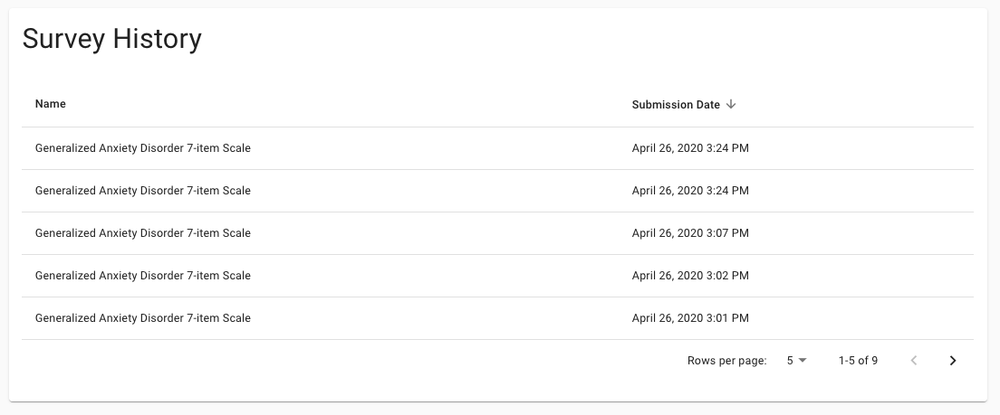 Survey History
Name Submission Date
Generalized Anxiety Disorder 7-item Scale April 26, 2020 3:24 PM
Generalized Anxiety Disorder 7-item Scale April 26, 2020 3:24 PM
Generalized Anxiety Disorder 7-item Scale April 26, 2020 3:07 PM
Generalized Anxiety Disorder 7-item Scale April 26, 2020 3:02 PM
Generalized Anxiety Disorder 7-item Scale April 26, 2020 3:01 PM
Rows per page: 5 1-5 of 9